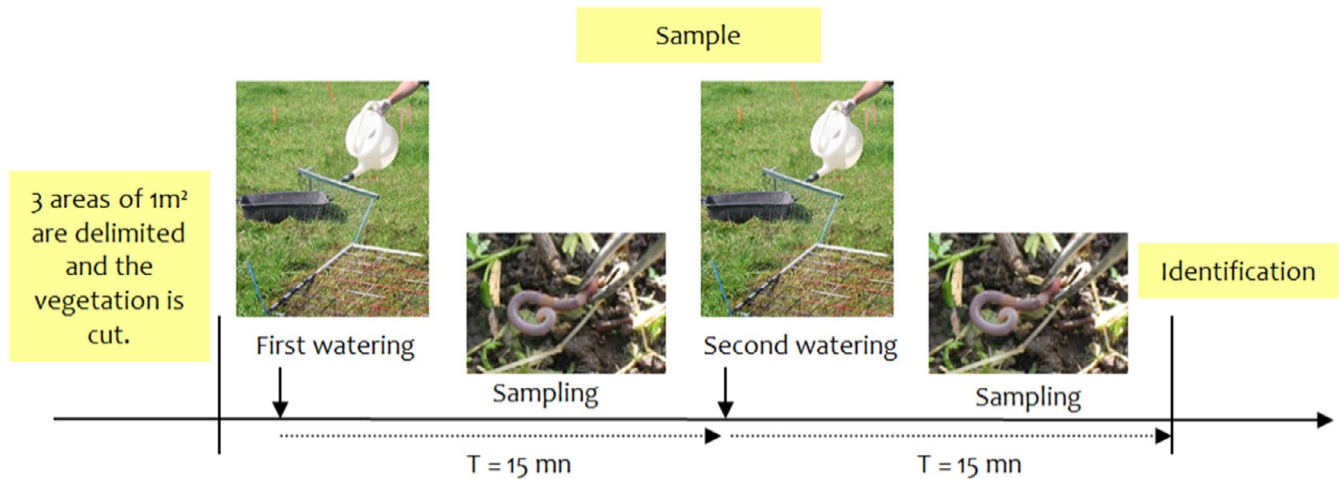 Sample
3 areas of 1m²
are delimited
and the
vegetation is
cut.
First watering
Sampling
Second watering
Sampling
Identification
T = 15 mn
T = 15 mn